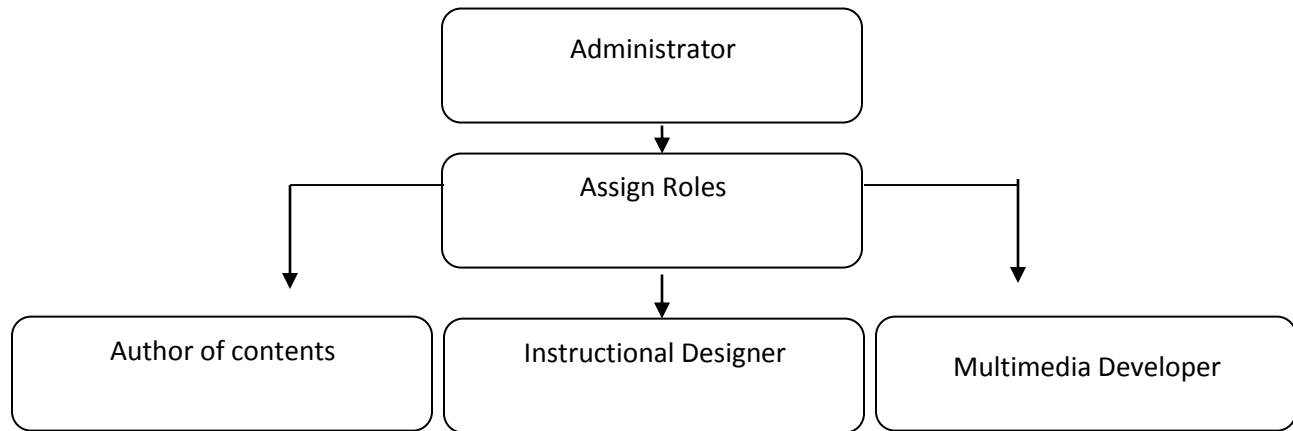 Administrator
Assign Roles
Author of contents
Instructional Designer
Multimedia Developer